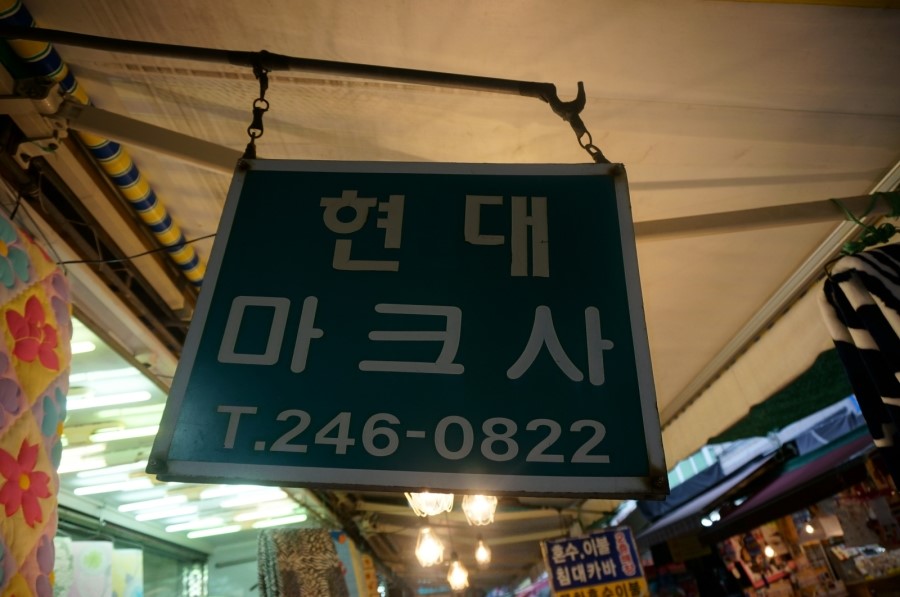 현 대
마크사
T.246-0822
혼수.이불
침대카바